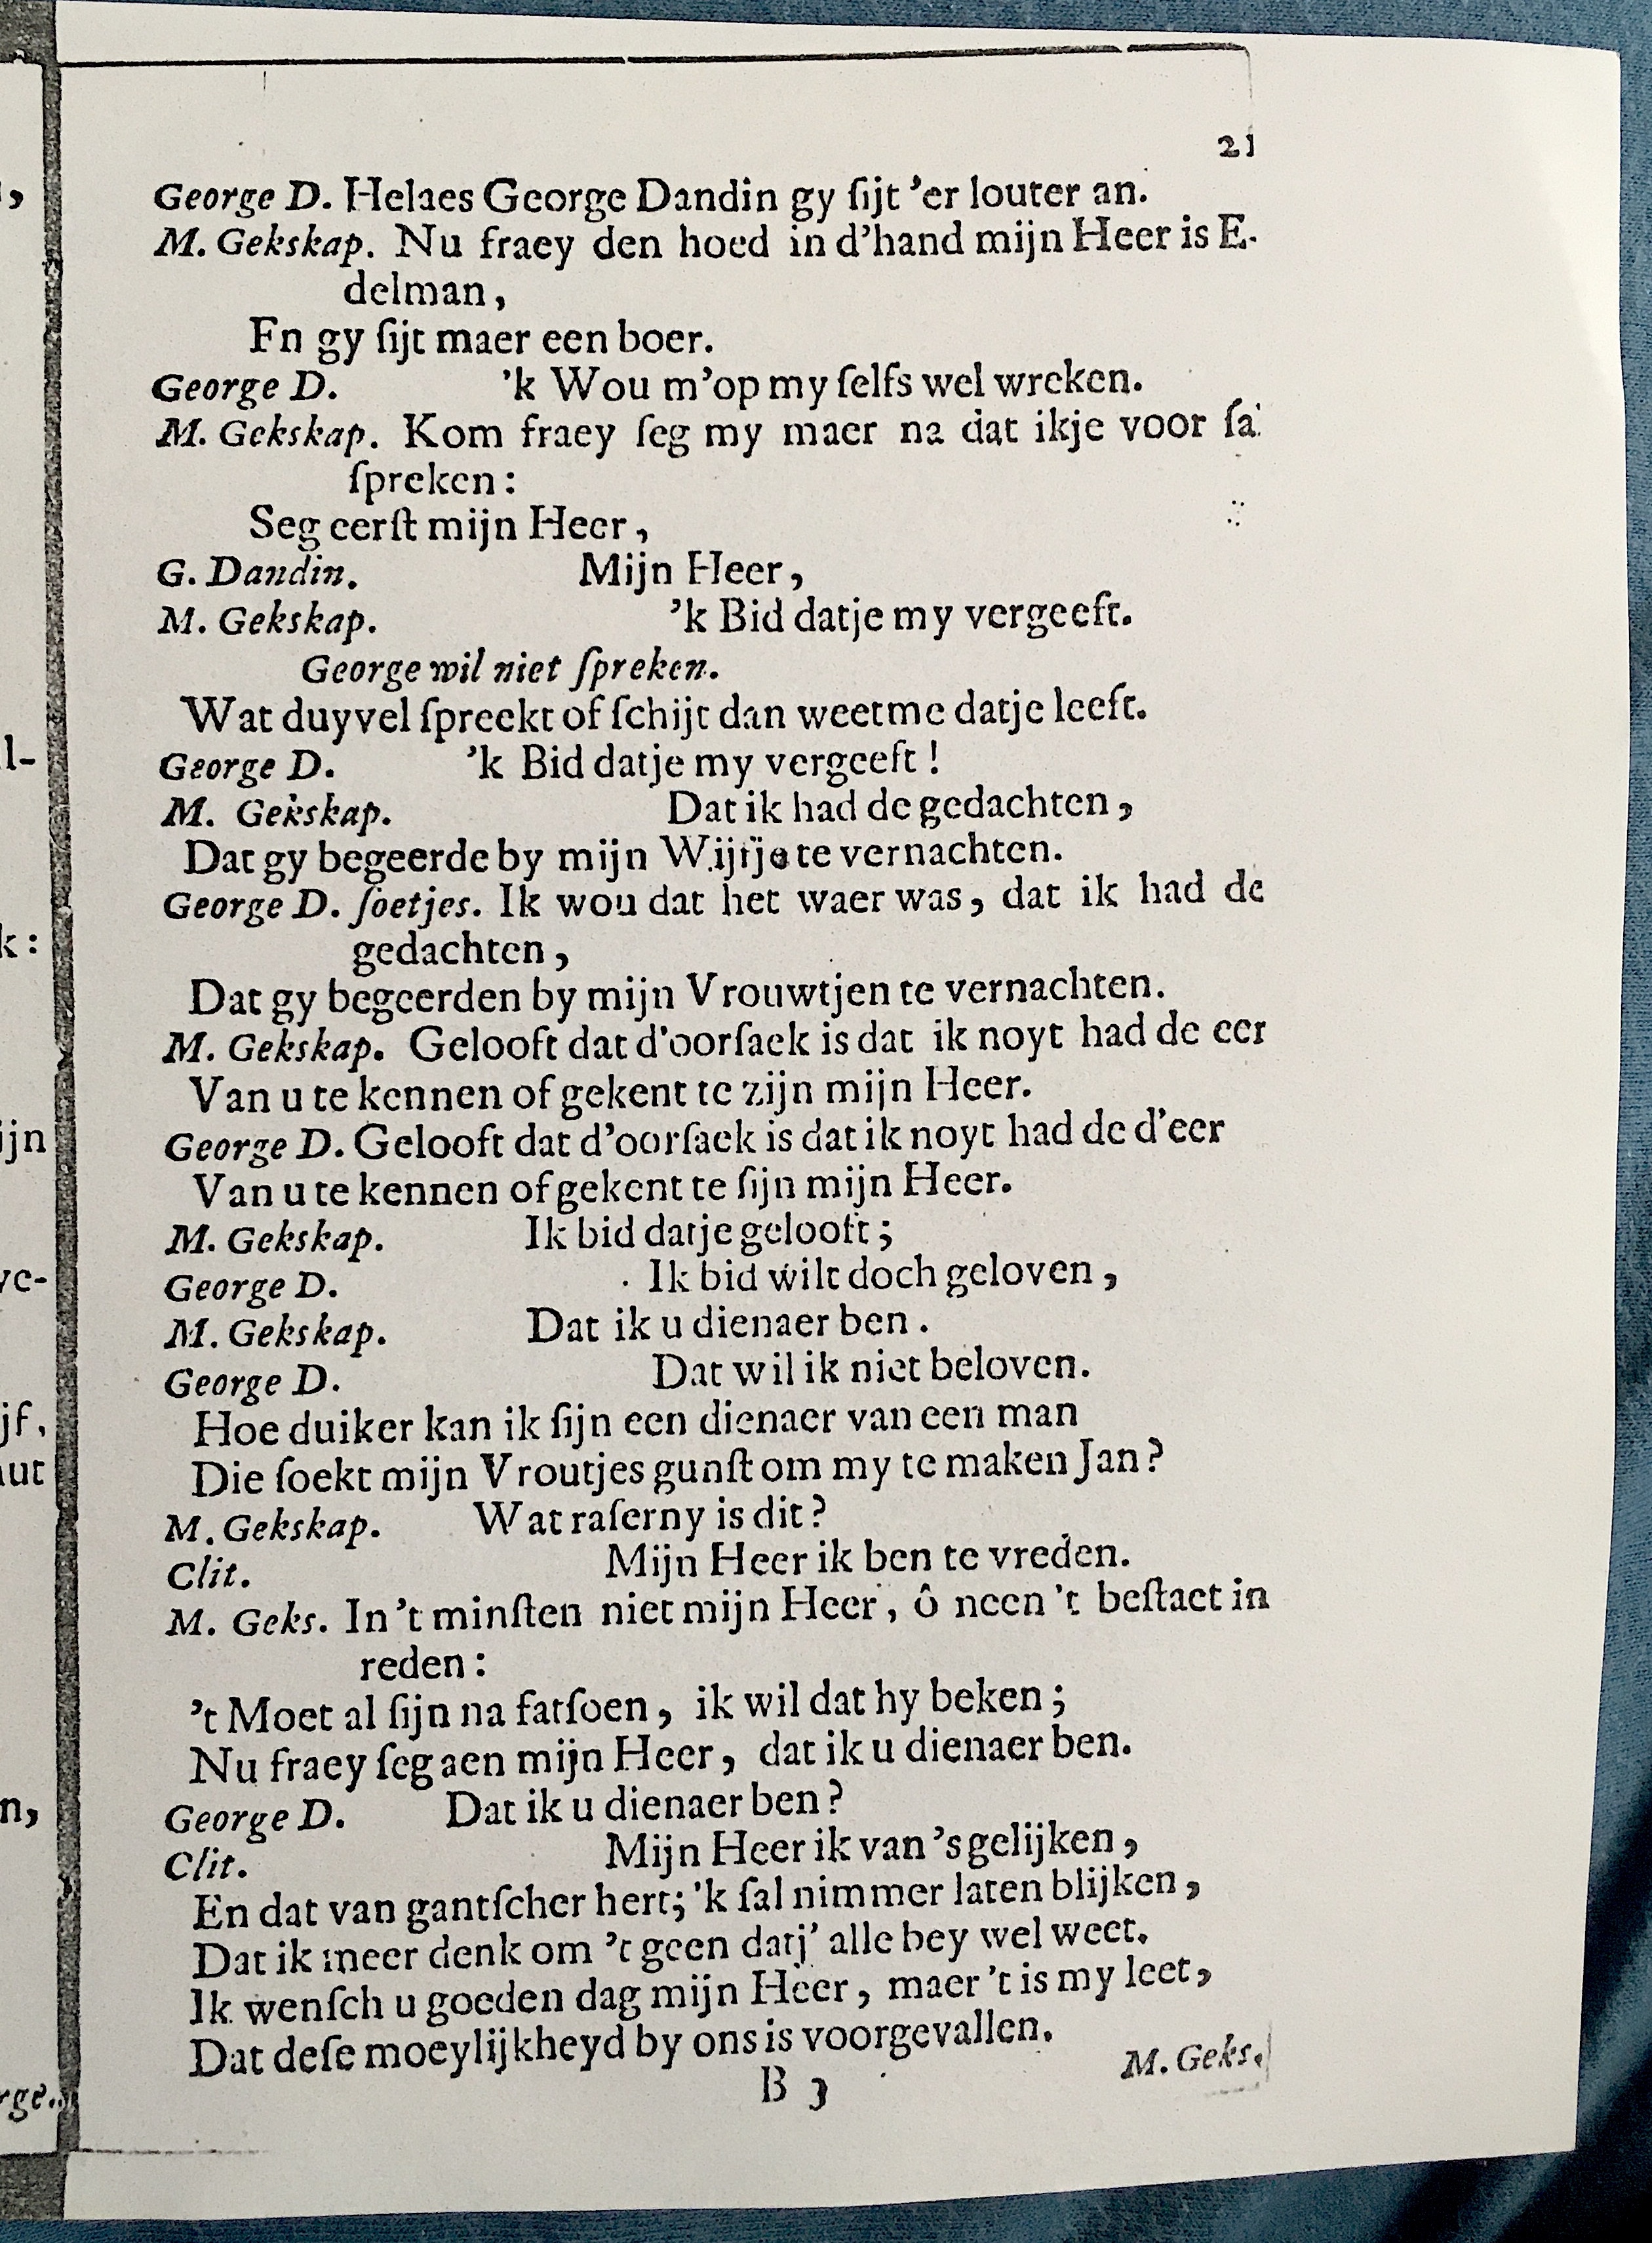 21
George D. Helaes George Dandin gy ſijt 'er louter an.
M. Gekskap. Nu fraey den hoed in d'hand mijn Heer is E-
delman,
Fn gy ſijt maer een boer.
George D. 'k Wou m'op my ſelfs wel wreken.
M. Gekskap. Kom fraey ſeg my maer na dat ikje voor ſal
ſpreken:
Seg eerſt mijn Heer,
G. Dandin. Mijn Heer,
M. Gekskap. 'k Bid datje my vergeeft.
George wil niet ſpreken.
Wat duyvel ſpreekt of ſchijt dan weetme datje leeft.
George D. 'k Bid datje my vergeeft!
M. Gekskap. Dat ik had de gedachten,
Dat gy begeerde by mijn Wijfje te vernachten.
George D. ſoetjes. Ik wou dat het waer was, dat ik had de
gedachten,
Dat gy begeerden by mijn Vrouwtjen te vernachten.
M. Gekskap. Gelooft dat d'oorſaek is dat ik noyt had de eer
Van u te kennen of gekent te zijn mijn Heer.
George D. Gelooft dat d'oorſaek is dat ik noyt had de d'eer
Van u te kennen of gekent te ſijn mijn Heer.
M. Gekskap. Ik bid datje gelooft;
George D. Ik bid wilt doch geloven,
M. Gekskap. Dat ik u dienaer ben.
George D. Dat wil ik niet beloven.
Hoe duiker kan ik ſijn een dienaer van een man
Die ſoekt mijn Vroutjes gunſt om my te maken Jan?
M. Gekskap. Wat raſerny is dit?
Clit. Mijn Heer ik ben te vreden.
M. Geks. In 't minſten niet mijn Heer, ô neen 't beſtaet in
reden:
't Moet al ſijn na fatſoen, ik wil dat hy beken;
Nu fraey ſeg aen mijn Heer, dat ik u dienaer ben.
George D. Dat ik u dienaer ben?
Clit. Mijn Heer ik van 's gelijken,
En dat van gantſcher hert; 'k ſal nimmer laten blijken,
Dat ik meer denk om 't geen datj' alle bey wel weet.
Ik wenſch u goeden dag mijn Heer, maer 't is my leet,
Dat deſe moeylijkheyd by ons is voorgevallen.
B 3 M. Geks.